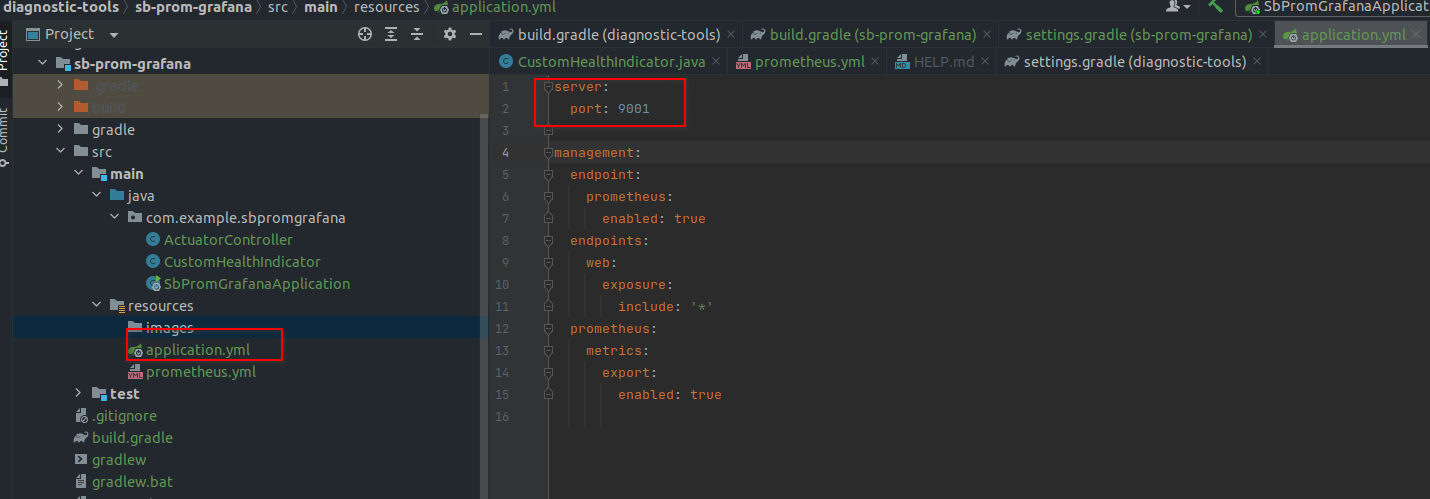 diagnostic-tools sb-prom-grafana src main resources application.yml
SbPromGrafanaApplicat
Project
Commit
Project
sb-prom-grafana
.gradle
build
gradle
src
main
java
com.example.sbpromgrafana
ActuatorController
CustomHealthIndicator
SbPromGrafanaApplication
resources
images
application.yml
prometheus.yml
test
.gitignore
build.gradle
gradlew
gradlew.bat
build.gradle (diagnostic-tools) build.gradle (sb-prom-grafana) settings.gradle (sb-prom-grafana) application.yml
CustomHealthIndicator.java prometheus.yml HELP.md settings.gradle (diagnostic-tools)
1 server:
2 port: 9001
3
4 management:
5 endpoint:
6 prometheus:
7 enabled: true
8 endpoints:
9 web:
10 exposure:
11 include: '*'
12 prometheus:
13 metrics:
14 export:
15 enabled: true
16